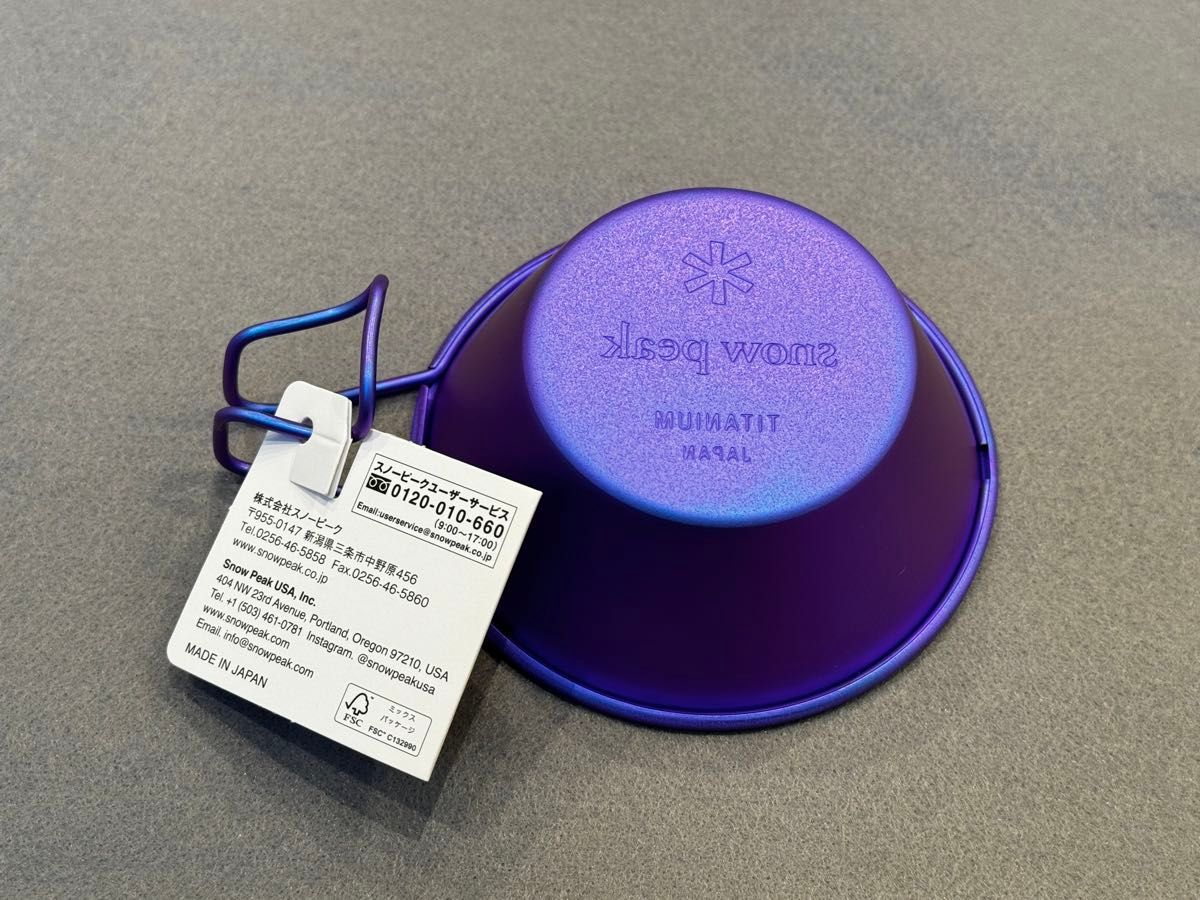 snow peak
TITANIUM
JAPAN
スノーピークユーザーサービス
0120-010-660
(9:00〜17:00)
Email:userservice@snowpeak.co.jp
株式会社スノーピーク
〒955-0147 新潟県三条市中野原456
Tel.0256-46-5858 Fax.0256-46-5860
www.snowpeak.co.jp
Snow Peak USA, Inc.
404 NW 23rd Avenue, Portland, Oregon 97210, USA
Tel. +1 (503) 461-0781 Instagram. @snowpeakusa
www.snowpeak.com
Email. info@snowpeak.com
MADE IN JAPAN
FSC™
ミックス
パッケージ
FSC™ C132990